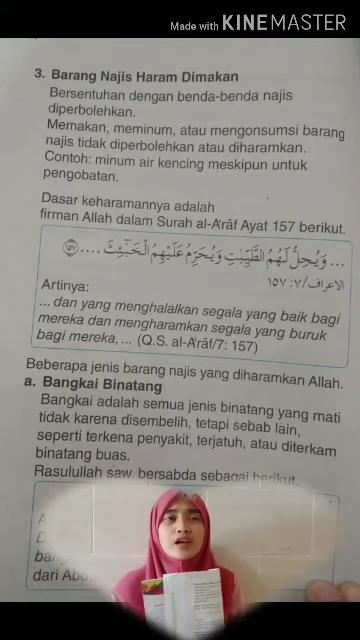 Made with KINEMASTER
3. Barang Najis Haram Dimakan
Bersentuhan dengan benda-benda najis
diperbolehkan.
Memakan, meminum, atau mengonsumsi barang
najis tidak diperbolehkan atau diharamkan.
Contoh: minum air kencing meskipun untuk
pengobatan.
Dasar keharamannya adalah
firman Allah dalam Surah al-A'rāf Ayat 157 berikut.
... وَيُحِلُّ لَهُمُ الطَّيِّبٰتِ وَيُحَرِّمُ عَلَيْهِمُ الْخَبٰۤىِٕثَ .... ١٥٧
الاعراف/٧: ١٥٧
Artinya:
... dan yang menghalalkan segala yang baik bagi
mereka dan mengharamkan segala yang buruk
bagi mereka, ... (Q.S. al-A'rāf/7: 157)
Beberapa jenis barang najis yang diharamkan Allah.
a. Bangkai Binatang
Bangkai adalah semua jenis binatang yang mati
tidak karena disembelih, tetapi sebab lain,
seperti terkena penyakit, terjatuh, atau diterkam
binatang buas.
Rasulullah saw. bersabda sebagai berikut.
dari